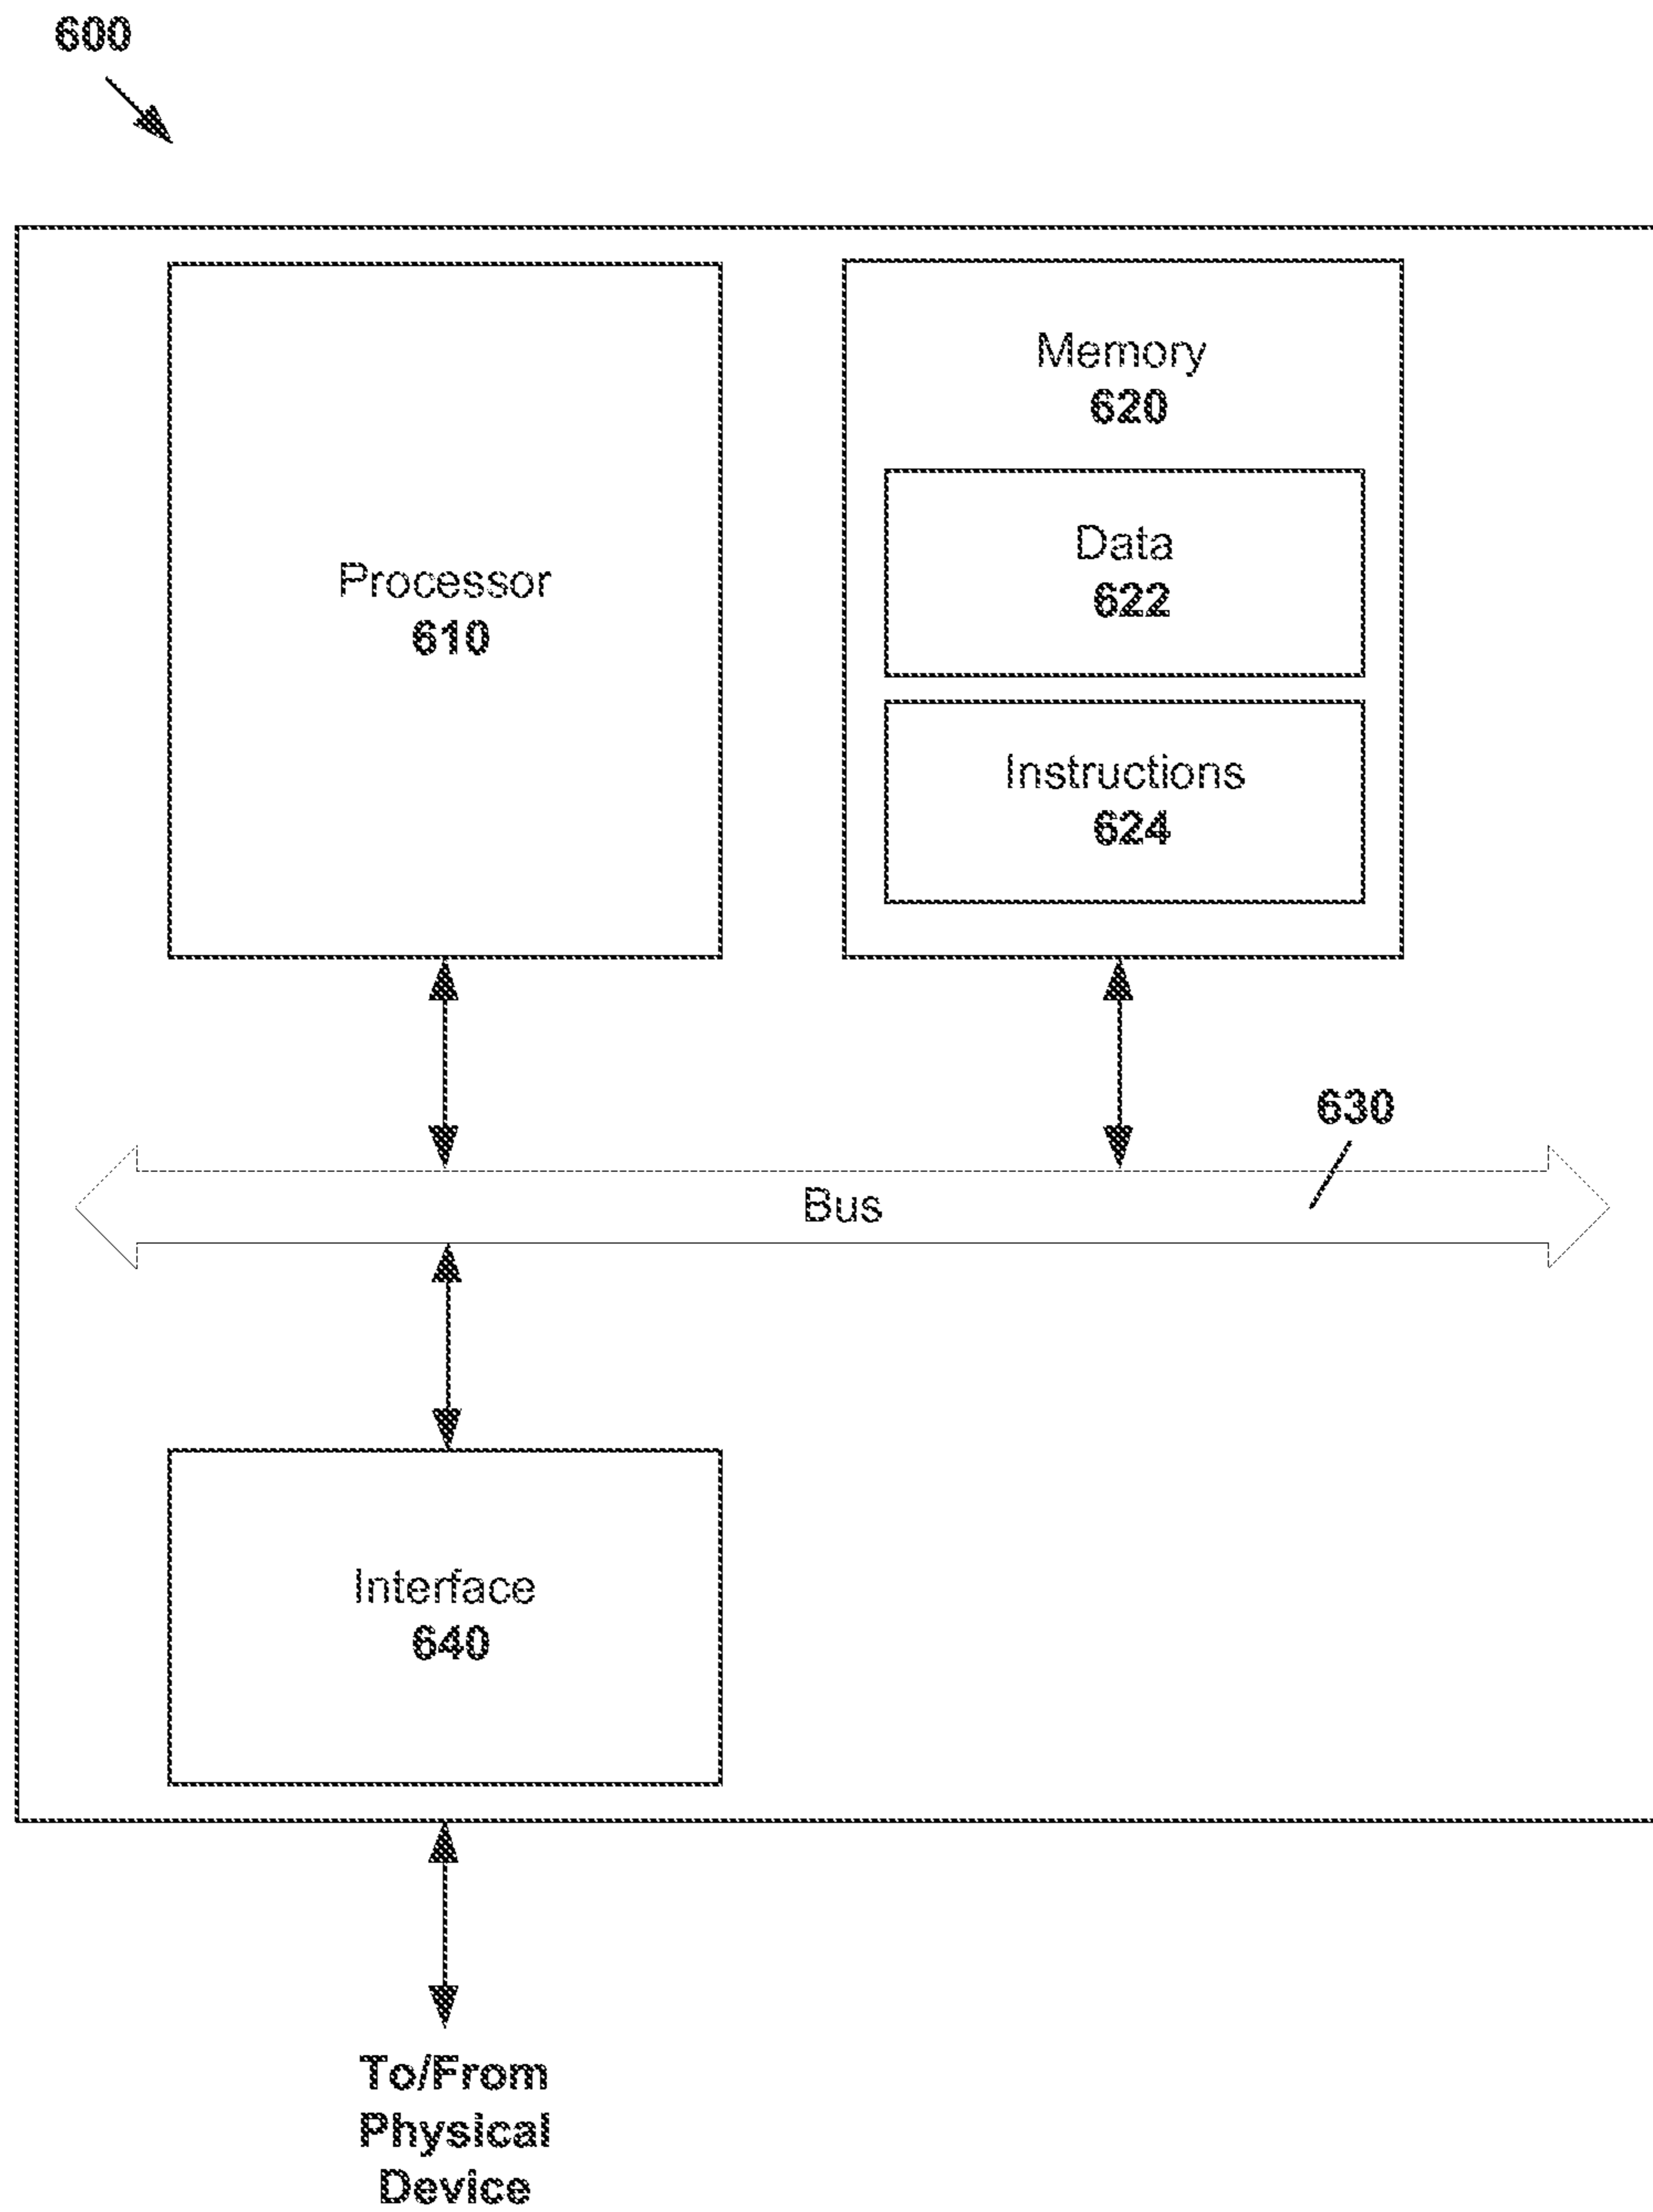 600
Processor
610
Memory
620
Data
622
Instructions
624
630
Bus
Interface
640
To/From
Physical
Device